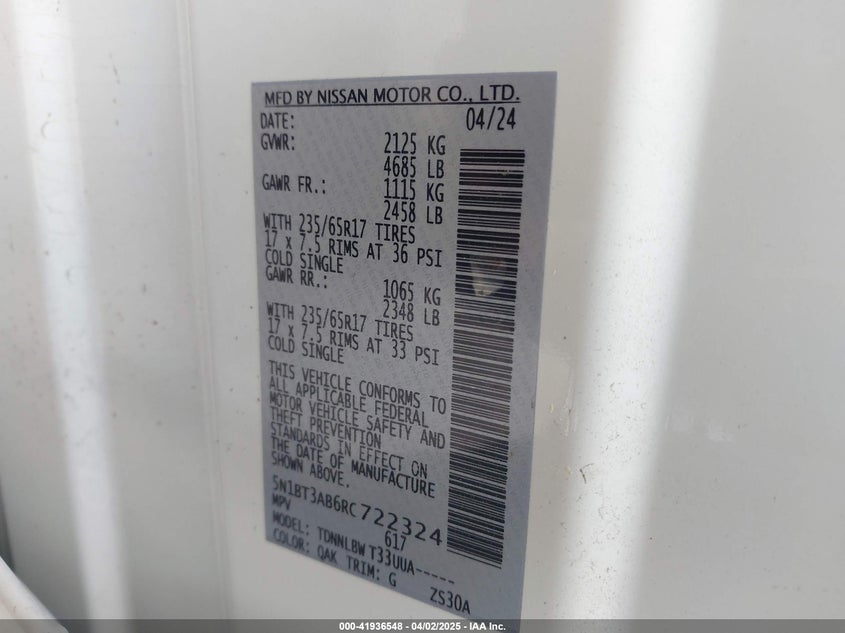 MFD BY NISSAN MOTOR CO., LTD.
DATE: 04/24
GVWR: 2125 KG
4685 LB
GAWR FR.: 1115 KG
2458 LB
WITH 235/65R17 TIRES
17 x 7.5 RIMS AT 36 PSI
COLD SINGLE
GAWR RR.: 1065 KG
2348 LB
WITH 235/65R17 TIRES
17 x 7.5 RIMS AT 33 PSI
COLD SINGLE
THIS VEHICLE CONFORMS TO
ALL APPLICABLE FEDERAL
MOTOR VEHICLE SAFETY AND
THEFT PREVENTION
STANDARDS IN EFFECT ON
THE DATE OF MANUFACTURE
SHOWN ABOVE.
5N1BT3AB6RC722324
MPV 617
MODEL: TDNNLBW T33UUA-----
COLOR: QAK TRIM: G ZS30A
000-41936548 - 04/02/2025 - IAA Inc.